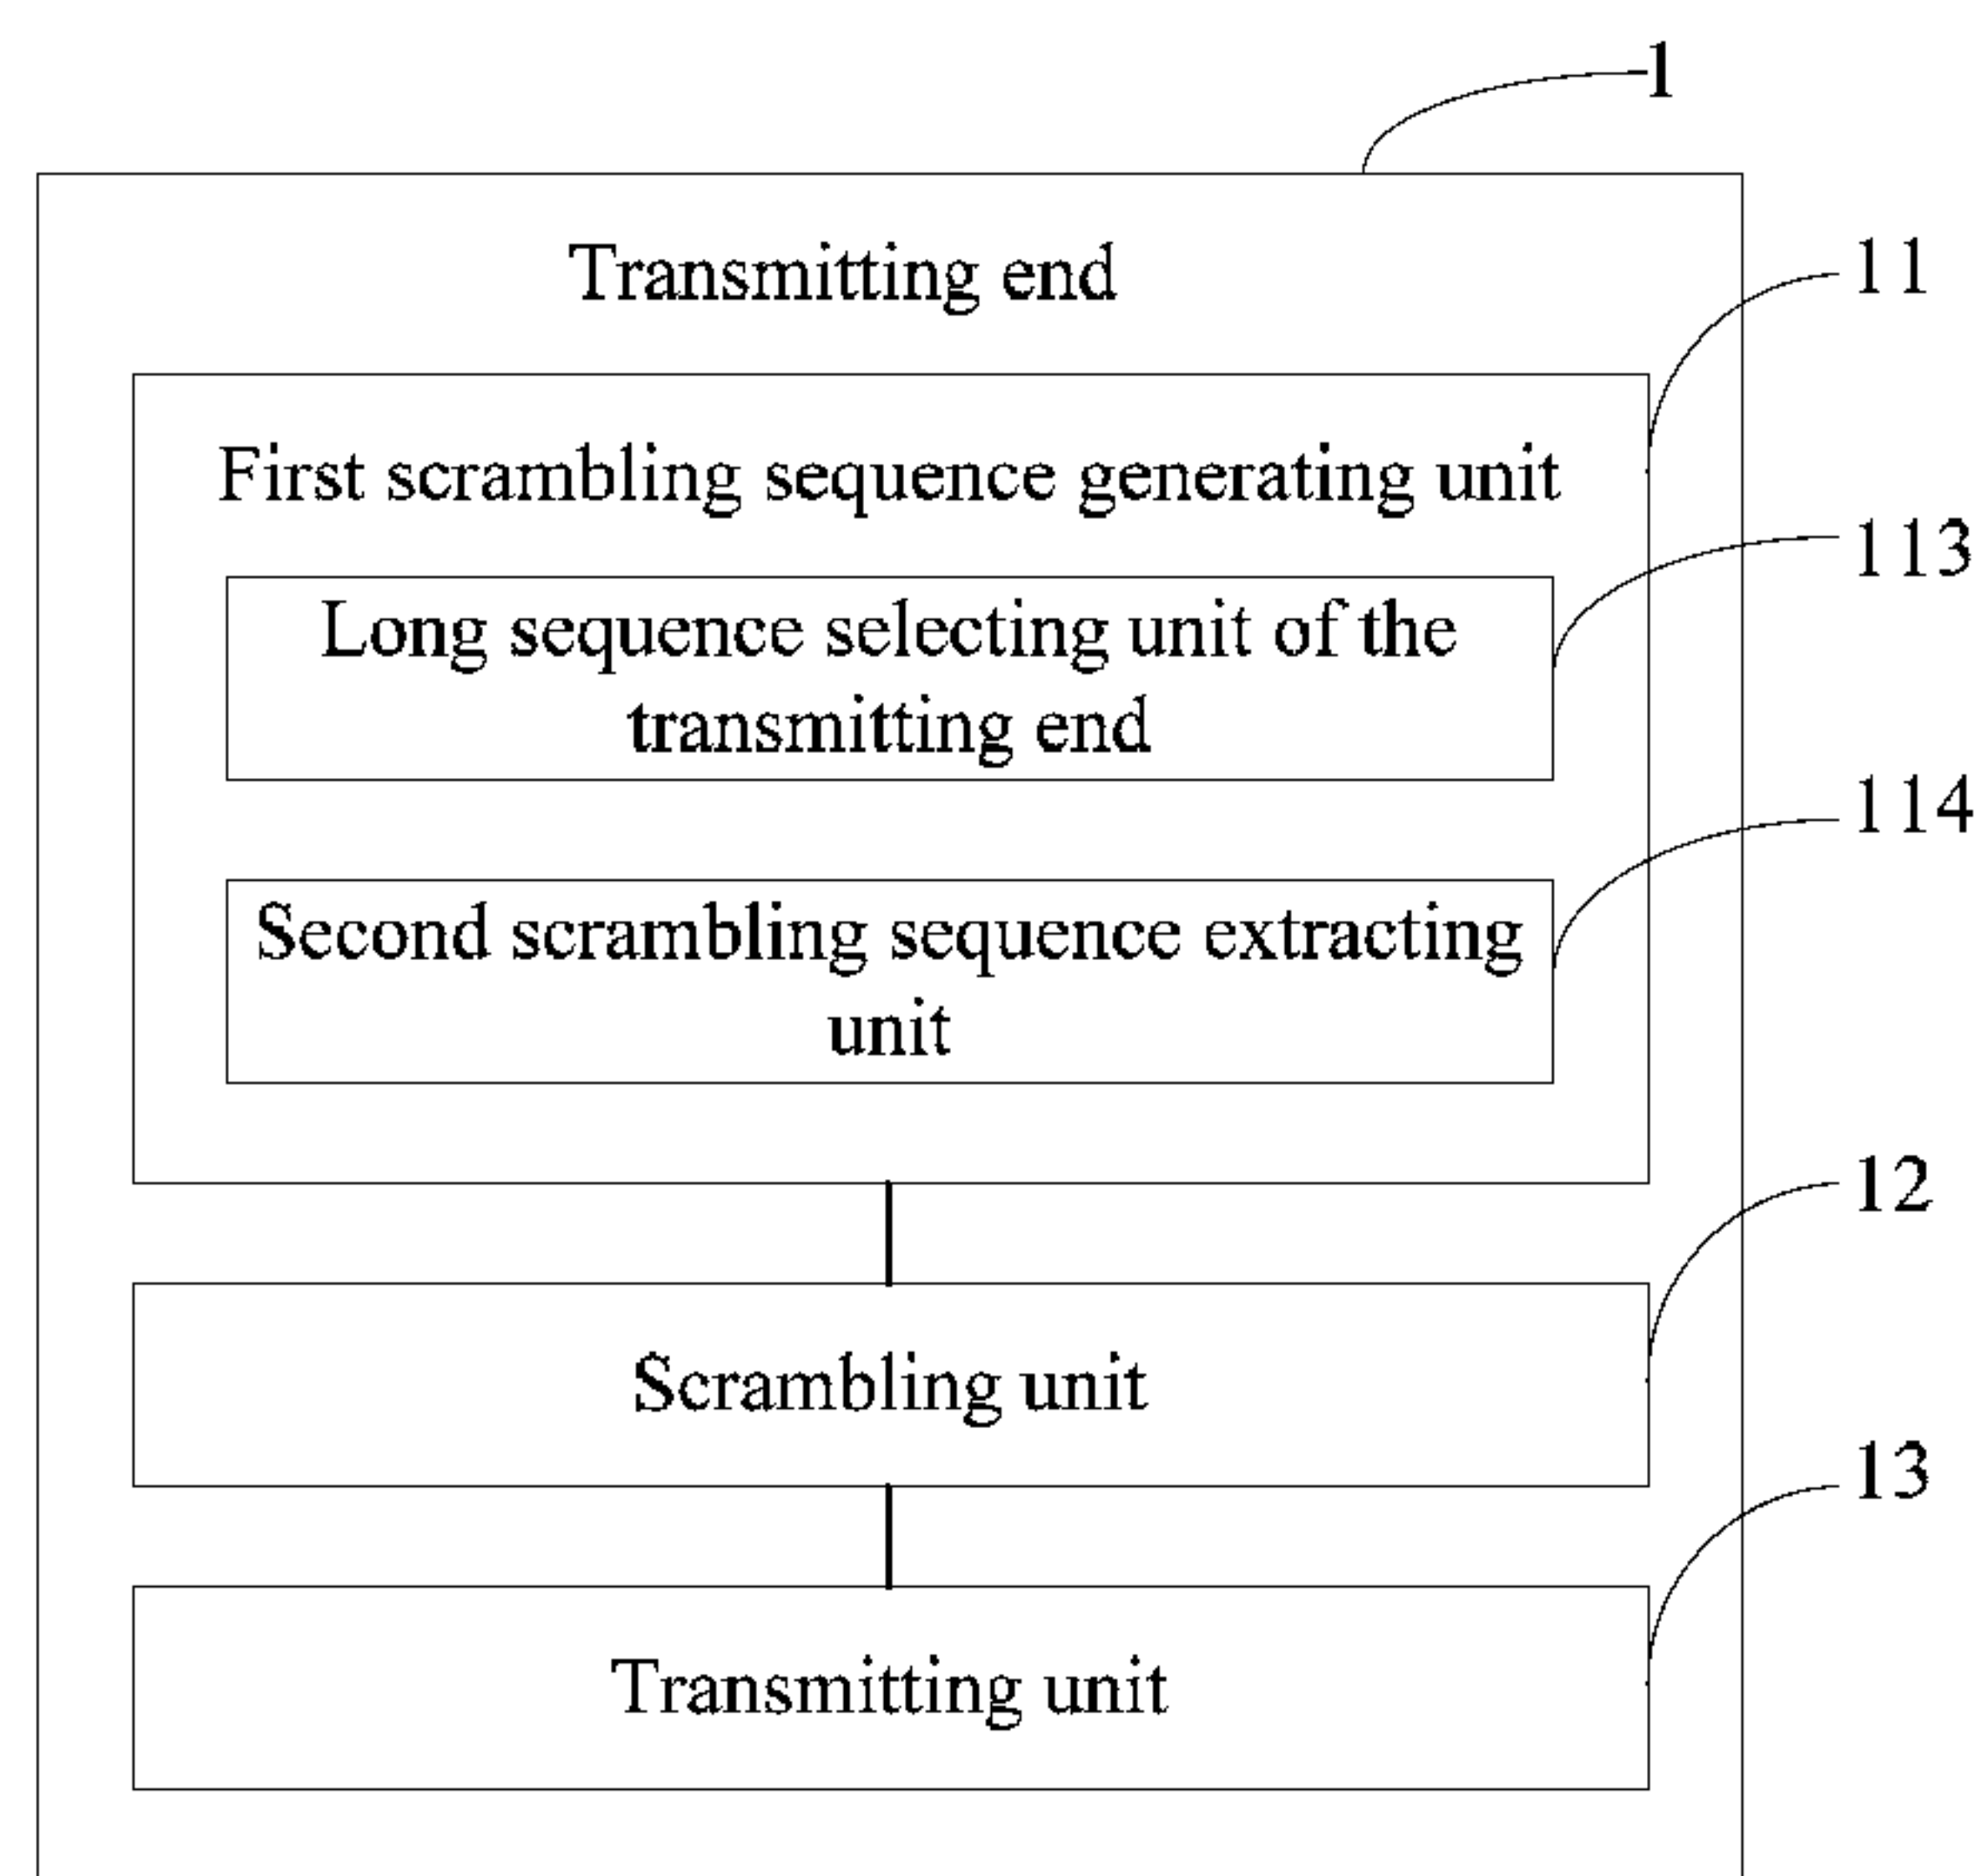 1
Transmitting end
11
First scrambling sequence generating unit
113
Long sequence selecting unit of the
transmitting end
114
Second scrambling sequence extracting
unit
12
Scrambling unit
13
Transmitting unit